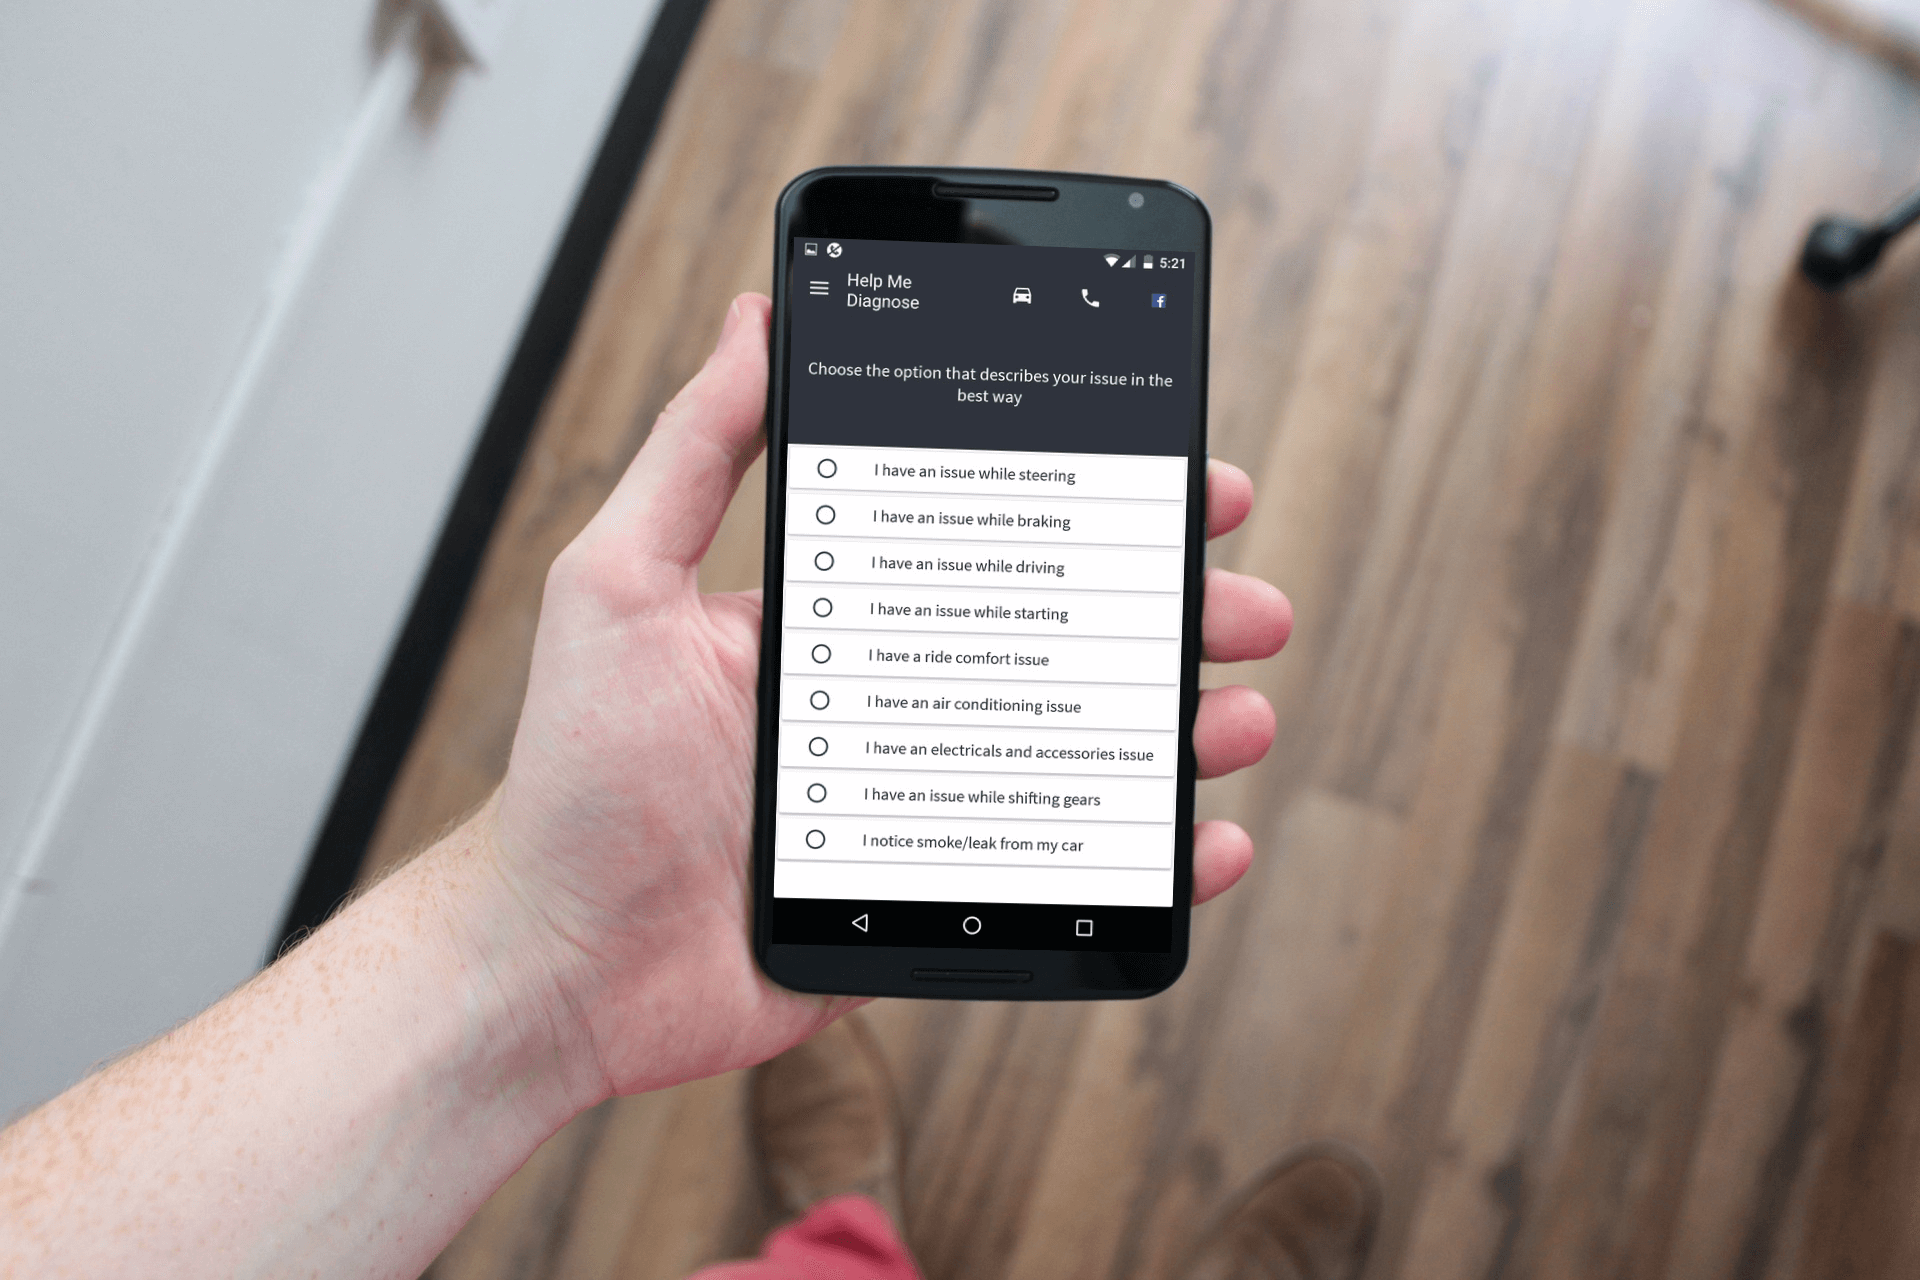 5:21
Help Me
Diagnose
Choose the option that describes your issue in the
best way
I have an issue while steering
I have an issue while braking
I have an issue while driving
I have an issue while starting
I have a ride comfort issue
I have an air conditioning issue
I have an electricals and accessories issue
I have an issue while shifting gears
I notice smoke/leak from my car